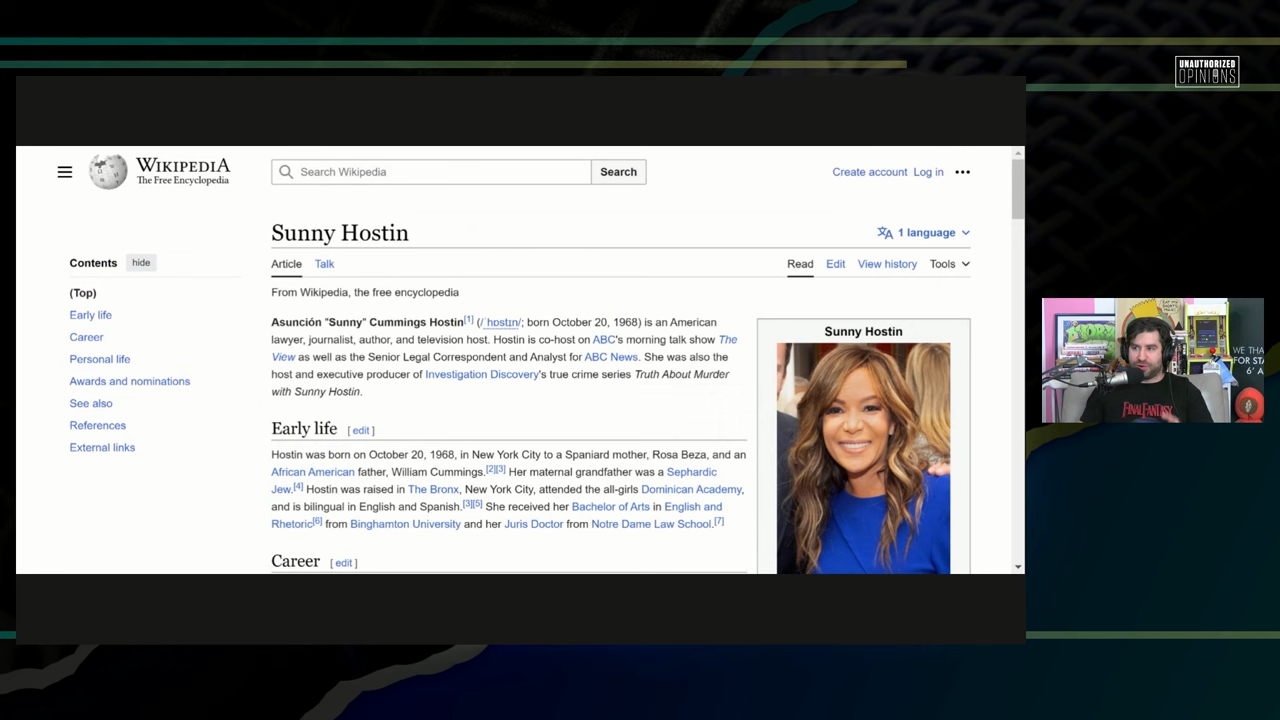 UNAUTHORIZED
OPINIONS
WIKIPEDIA
The Free Encyclopedia
Search Wikipedia
Search
Create account Log in
Sunny Hostin
1 language
Contents hide
Article Talk
Read Edit View history Tools
(Top)
Early life
Career
Personal life
Awards and nominations
See also
References
External links
From Wikipedia, the free encyclopedia
Asunción "Sunny" Cummings Hostin[1] (/ˈhɒstɪn/; born October 20, 1968) is an American
lawyer, journalist, author, and television host. Hostin is co-host on ABC's morning talk show The
View as well as the Senior Legal Correspondent and Analyst for ABC News. She was also the
host and executive producer of Investigation Discovery's true crime series Truth About Murder
with Sunny Hostin.
Early life [ edit ]
Hostin was born on October 20, 1968, in New York City to a Spaniard mother, Rosa Beza, and an
African American father, William Cummings.[2][3] Her maternal grandfather was a Sephardic
Jew.[4] Hostin was raised in The Bronx, New York City, attended the all-girls Dominican Academy,
and is bilingual in English and Spanish.[3][5] She received her Bachelor of Arts in English and
Rhetoric[6] from Binghamton University and her Juris Doctor from Notre Dame Law School.[7]
Career [ edit ]
Sunny Hostin
WE THA
FOR STA
6' A
FINAL FANTASY